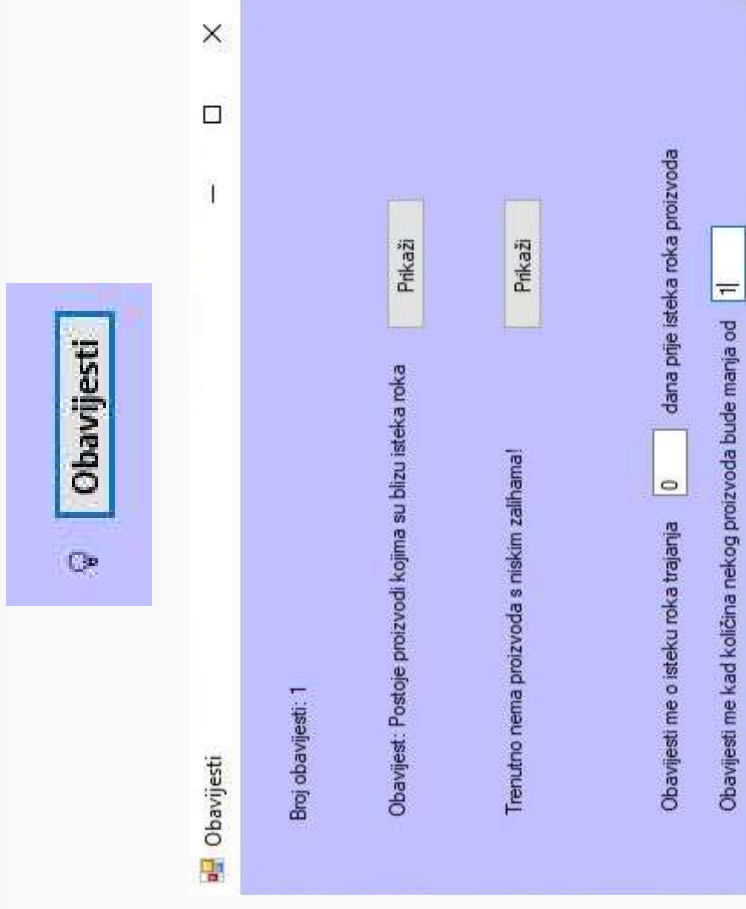 Obavijesti
Obavijesti
Broj obavijesti: 1
Obavijest: Postoje proizvodi kojima su blizu isteka roka Prikaži
Trenutno nema proizvoda s niskim zalihama! Prikaži
Obavijesti me o isteku roka trajanja 0 dana prije isteka roka proizvoda
Obavijesti me kad količina nekog proizvoda bude manja od 1